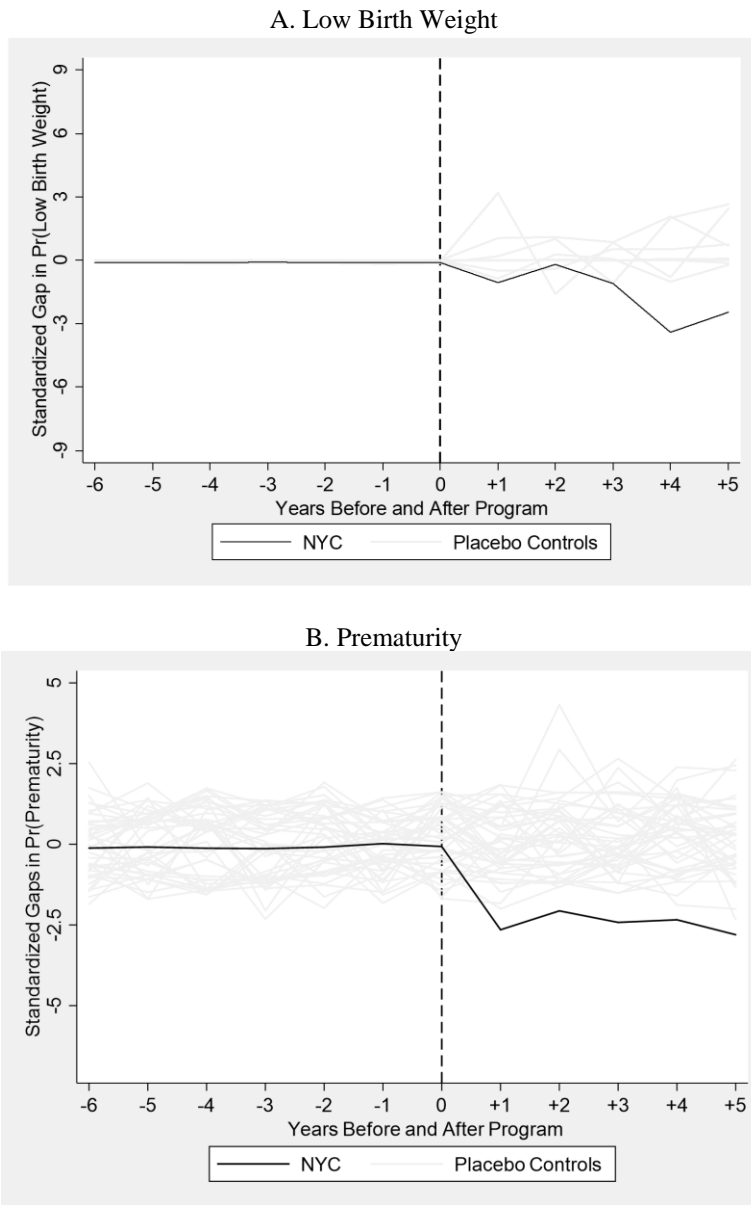 A. Low Birth Weight
Standardized Gap in Pr(Low Birth Weight)
9
6
3
0
-3
-6
-9
-6 -5 -4 -3 -2 -1 0 +1 +2 +3 +4 +5
Years Before and After Program
NYC Placebo Controls
B. Prematurity
Standardized Gaps in Pr(Prematurity)
5
2.5
0
-2.5
-5
-6 -5 -4 -3 -2 -1 0 +1 +2 +3 +4 +5
Years Before and After Program
NYC Placebo Controls